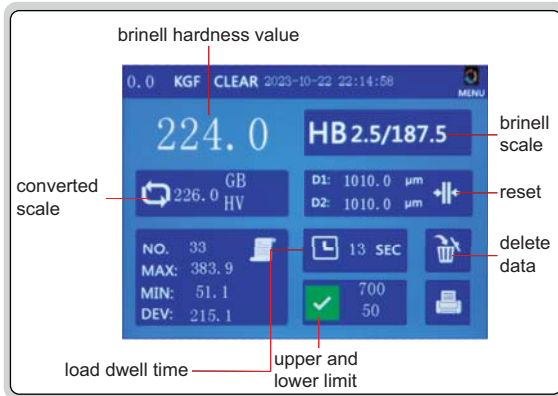 brinell hardness value
0.0 KGF CLEAR 2023-10-22 22:14:58
MENU
224.0
HB 2.5/187.5
brinell
scale
converted
scale
226.0 GB
HV
D1: 1010.0 µm
D2: 1010.0 µm
reset
NO. 33
MAX: 383.9
MIN: 51.1
DEV: 215.1
13 SEC
delete
data
700
50
load dwell time
upper and
lower limit